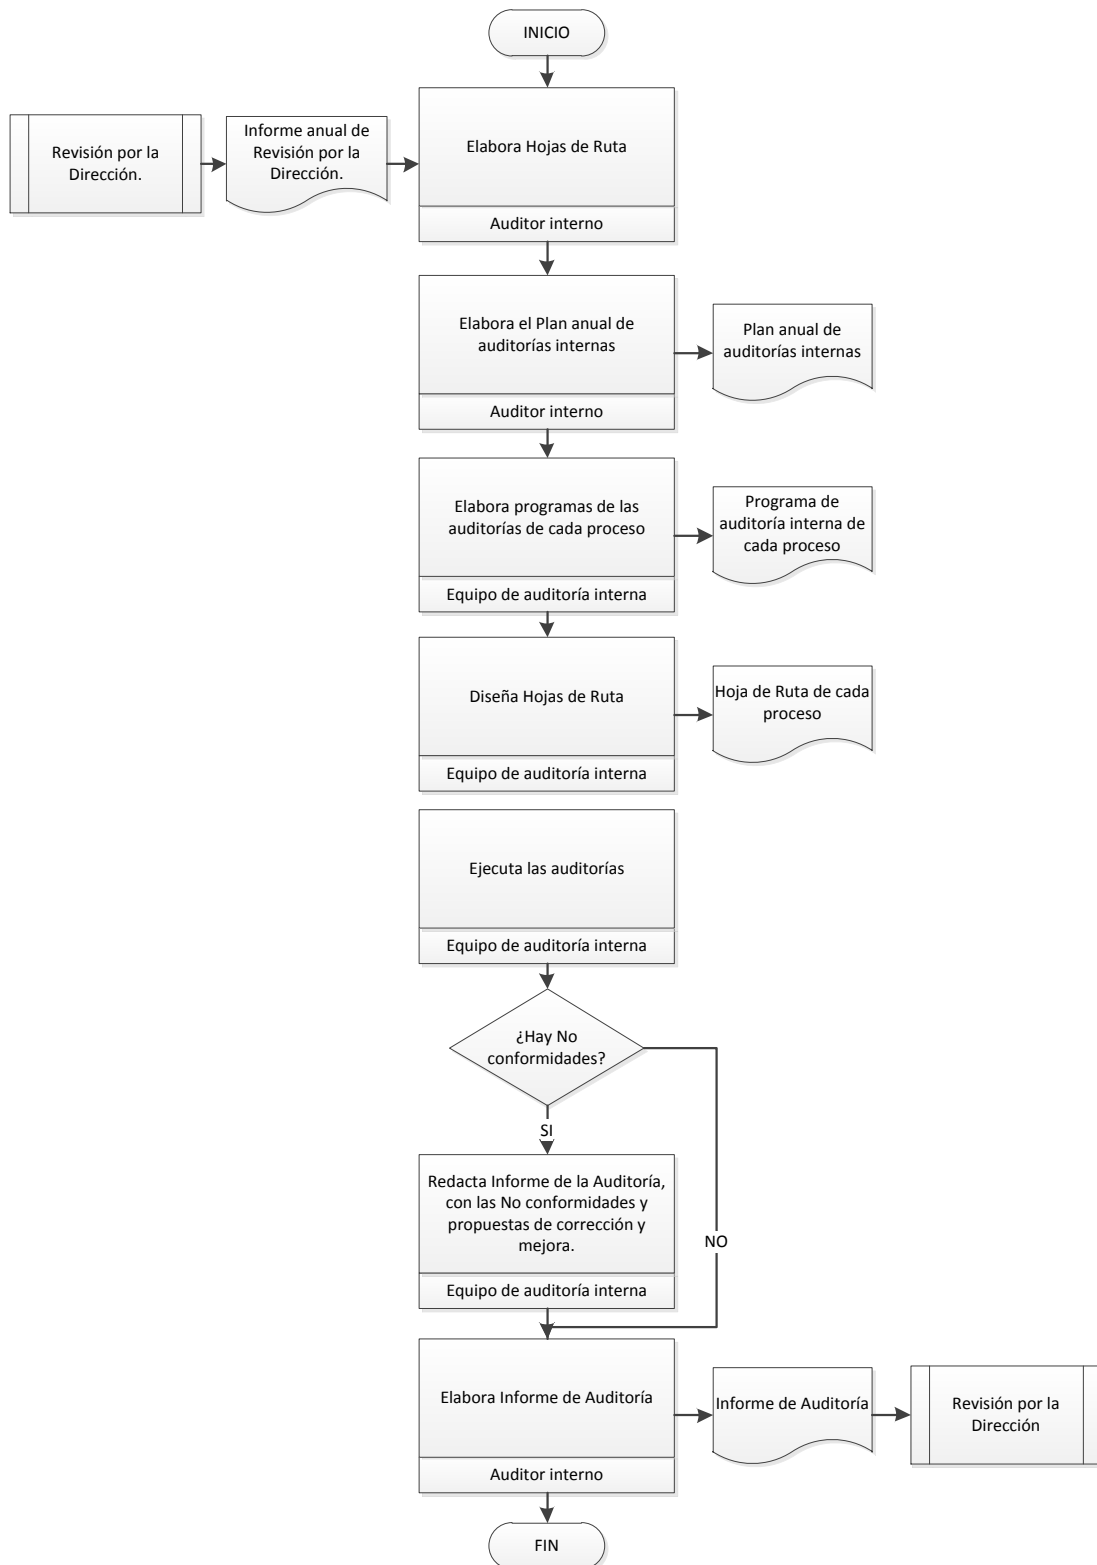 INICIO
Revisión por la
Dirección.
Informe anual de
Revisión por la
Dirección.
Elabora Hojas de Ruta
Auditor interno
Elabora el Plan anual de
auditorías internas
Auditor interno
Plan anual de
auditorías internas
Elabora programas de las
auditorías de cada proceso
Equipo de auditoría interna
Programa de
auditoría interna de
cada proceso
Diseña Hojas de Ruta
Equipo de auditoría interna
Hoja de Ruta de cada
proceso
Ejecuta las auditorías
Equipo de auditoría interna
¿Hay No
conformidades?
SI
Redacta Informe de la Auditoría,
con las No conformidades y
propuestas de corrección y
mejora.
Equipo de auditoría interna
NO
Elabora Informe de Auditoría
Auditor interno
Informe de Auditoría
Revisión por la
Dirección
FIN